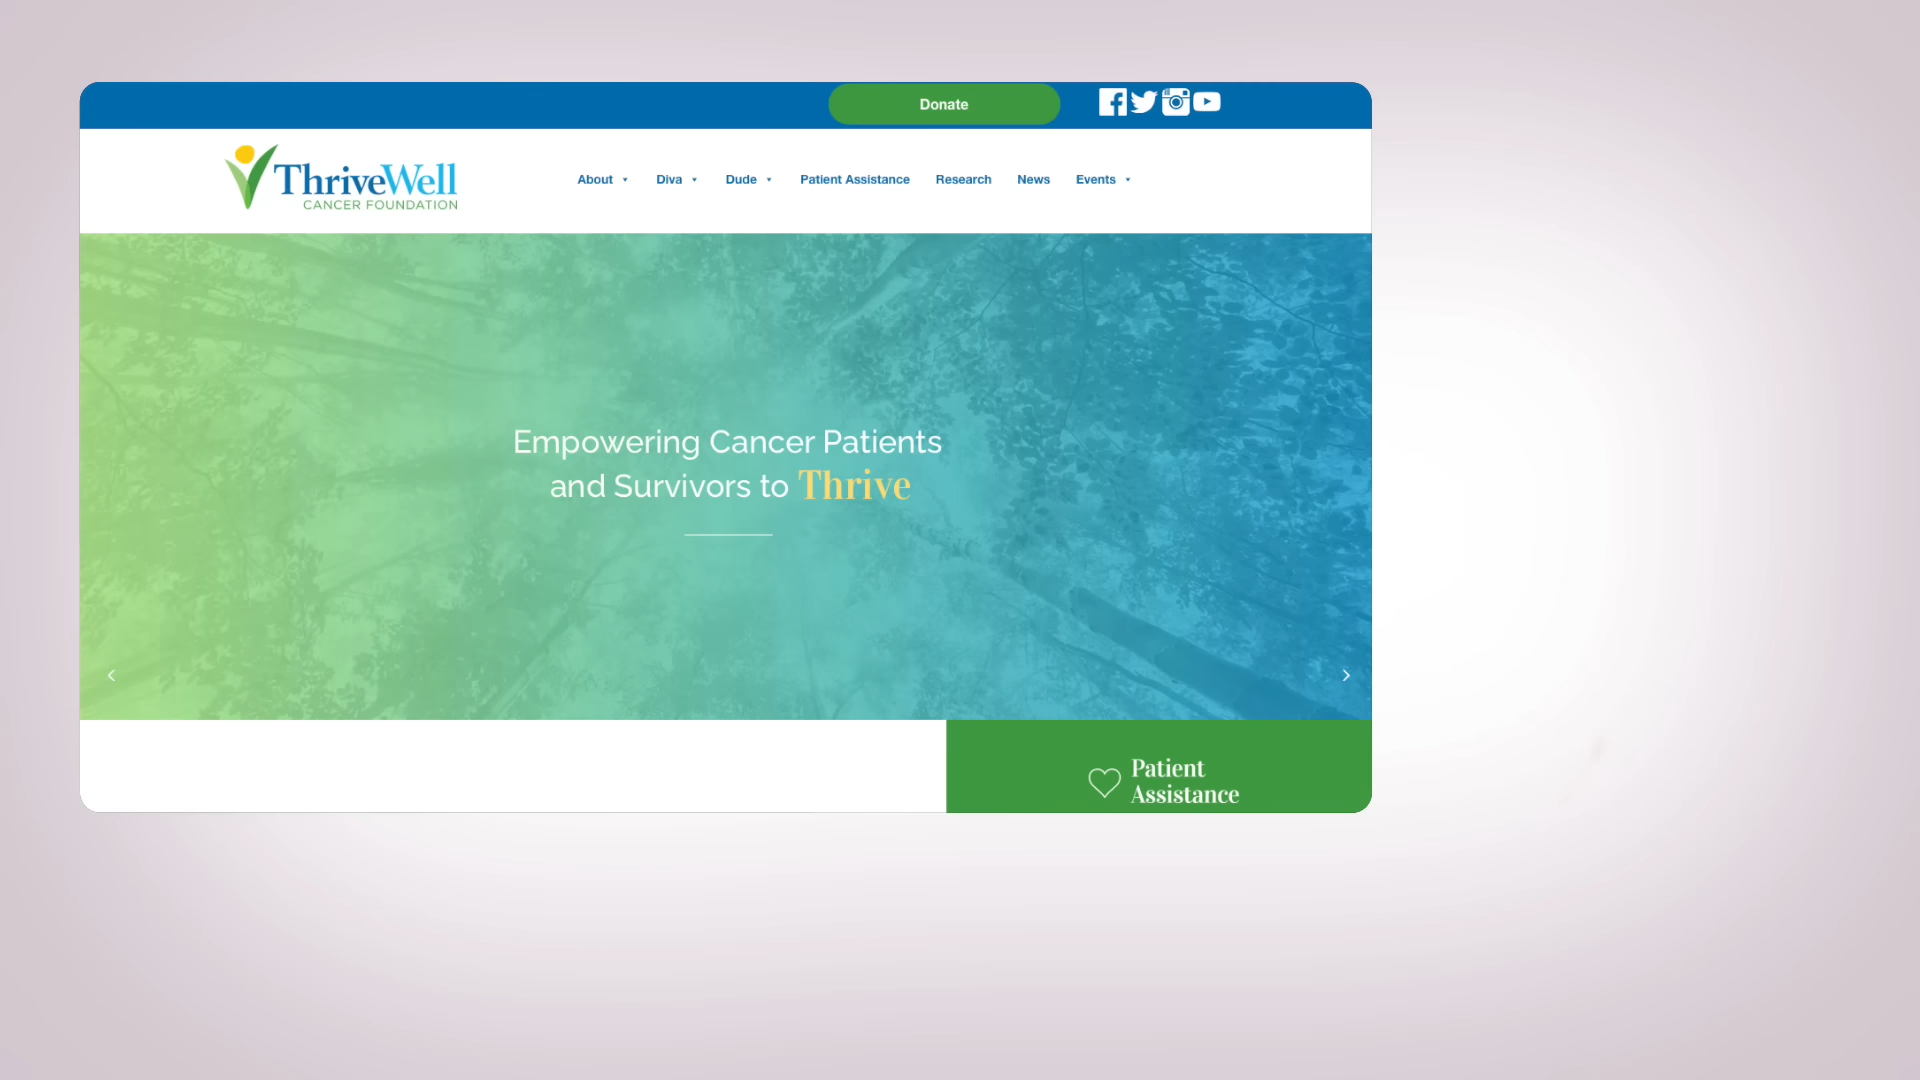 Donate
ThriveWell
CANCER FOUNDATION
About Diva Dude Patient Assistance Research News Events
Empowering Cancer Patients
and Survivors to Thrive
Patient
Assistance